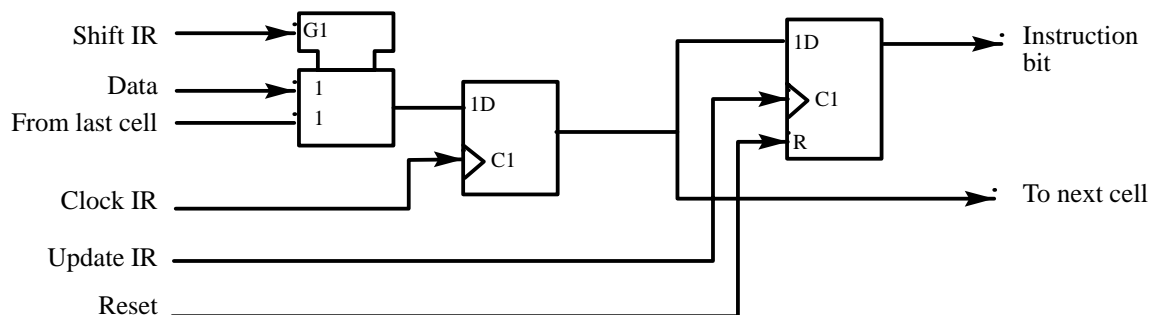 Shift IR
G1
Data
1
From last cell
1
1D
C1
Clock IR
Update IR
Reset
1D
C1
R
Instruction
bit
To next cell